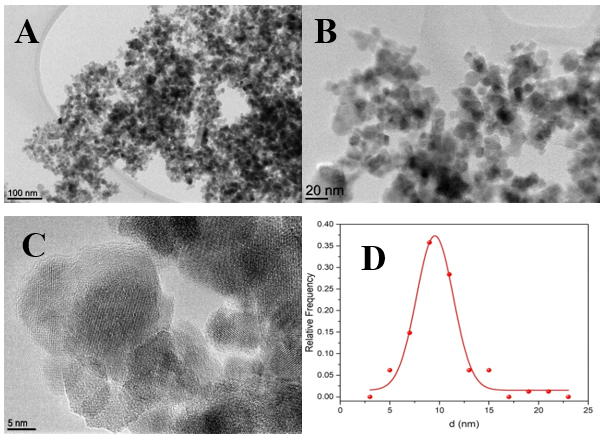 A
100 nm
B
20 nm
C
5 nm
D
Relative Frequency
0.40
0.35
0.30
0.25
0.20
0.15
0.10
0.05
0.00
0 5 10 15 20 25
d (nm)